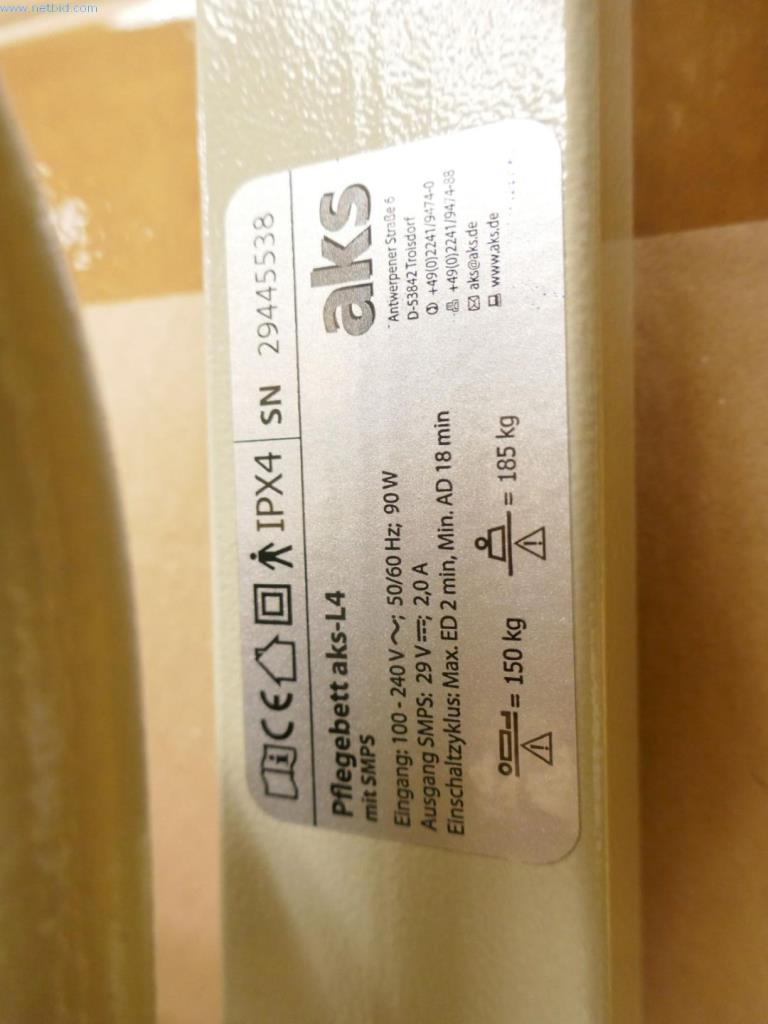 www.netbid.com
CE IPX4 SN 29445538
Pflegebett aks-L4
mit SMPS
Eingang: 100 - 240 V ~; 50/60 Hz; 90 W
Ausgang SMPS: 29 V ⎓; 2,0 A
Einschaltzyklus: Max. ED 2 min, Min. AD 18 min
= 150 kg = 185 kg
aks
Antwerpener Straße 6
D-53842 Troisdorf
+49(0)2241/9474-0
+49(0)2241/9474-88
aks@aks.de
www.aks.de